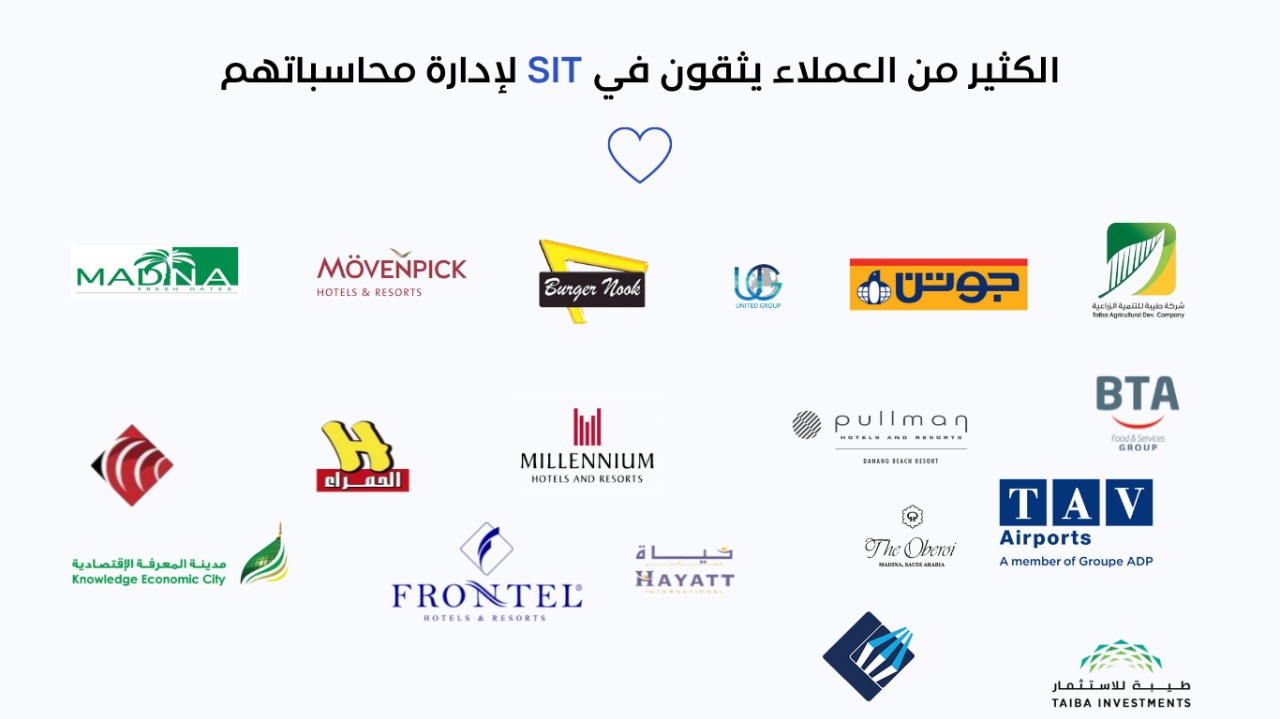 الكثير من العملاء يثقون في SIT لإدارة محاسباتهم
MADINA
FRESH DATES
MÖVENPICK
HOTELS & RESORTS
Burger Nook
UG
UNITED GROUP
جوتن
شركة طيبة للتنمية الزراعية
Taiba Agricultural Dev. Company
H
الحمراء
MILLENNIUM
HOTELS AND RESORTS
pullman
HOTELS AND RESORTS
DANANG BEACH RESORT
BTA
Food & Services
GROUP
مدينة المعرفة الإقتصادية
Knowledge Economic City
FRONTEL®
HOTELS & RESORTS
حياة
HAYATT
INTERNATIONAL
The Oberoi
MADINA, SAUDI ARABIA
TAV
Airports
A member of Groupe ADP
طيبة للاستثمار
TAIBA INVESTMENTS